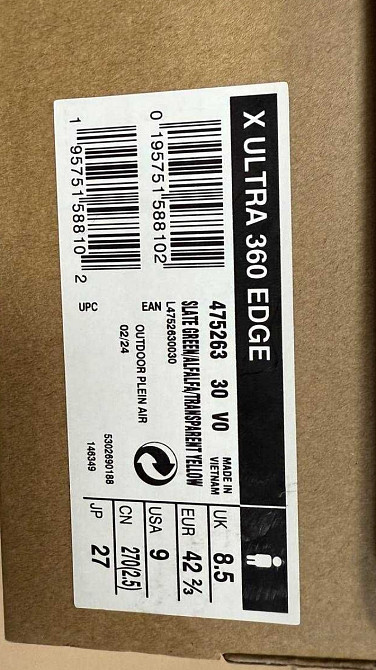 X ULTRA 360 EDGE
475263 30 V0
MADE IN
VIETNAM
SLATE GREEN/ALFALFA/TRANSPARENT YELLOW
L4752630030
0 195751 588102
EAN
OUTDOOR PLEIN AIR
02/24
1 95751 58810 2
UPC
5302690188
146349
UK 8.5
EUR 42 ⅔
USA 9
CN 270(2.5)
JP 27